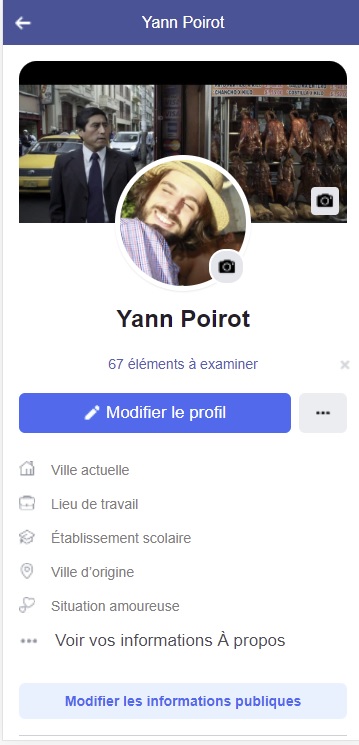 Yann Poirot
Yann Poirot
67 éléments à examiner
Modifier le profil
Ville actuelle
Lieu de travail
Établissement scolaire
Ville d’origine
Situation amoureuse
Voir vos informations À propos
Modifier les informations publiques